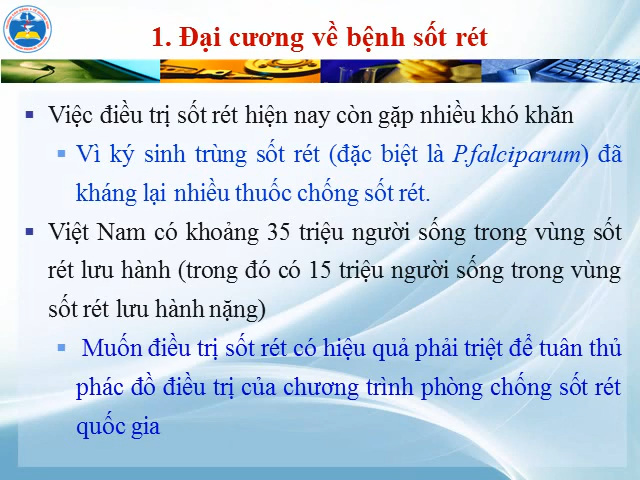 1. Đại cương về bệnh sốt rét
▪ Việc điều trị sốt rét hiện nay còn gặp nhiều khó khăn
▪ Vì ký sinh trùng sốt rét (đặc biệt là P.falciparum) đã
kháng lại nhiều thuốc chống sốt rét.
▪ Việt Nam có khoảng 35 triệu người sống trong vùng sốt
rét lưu hành (trong đó có 15 triệu người sống trong vùng
sốt rét lưu hành nặng)
▪ Muốn điều trị sốt rét có hiệu quả phải triệt để tuân thủ
phác đồ điều trị của chương trình phòng chống sốt rét
quốc gia